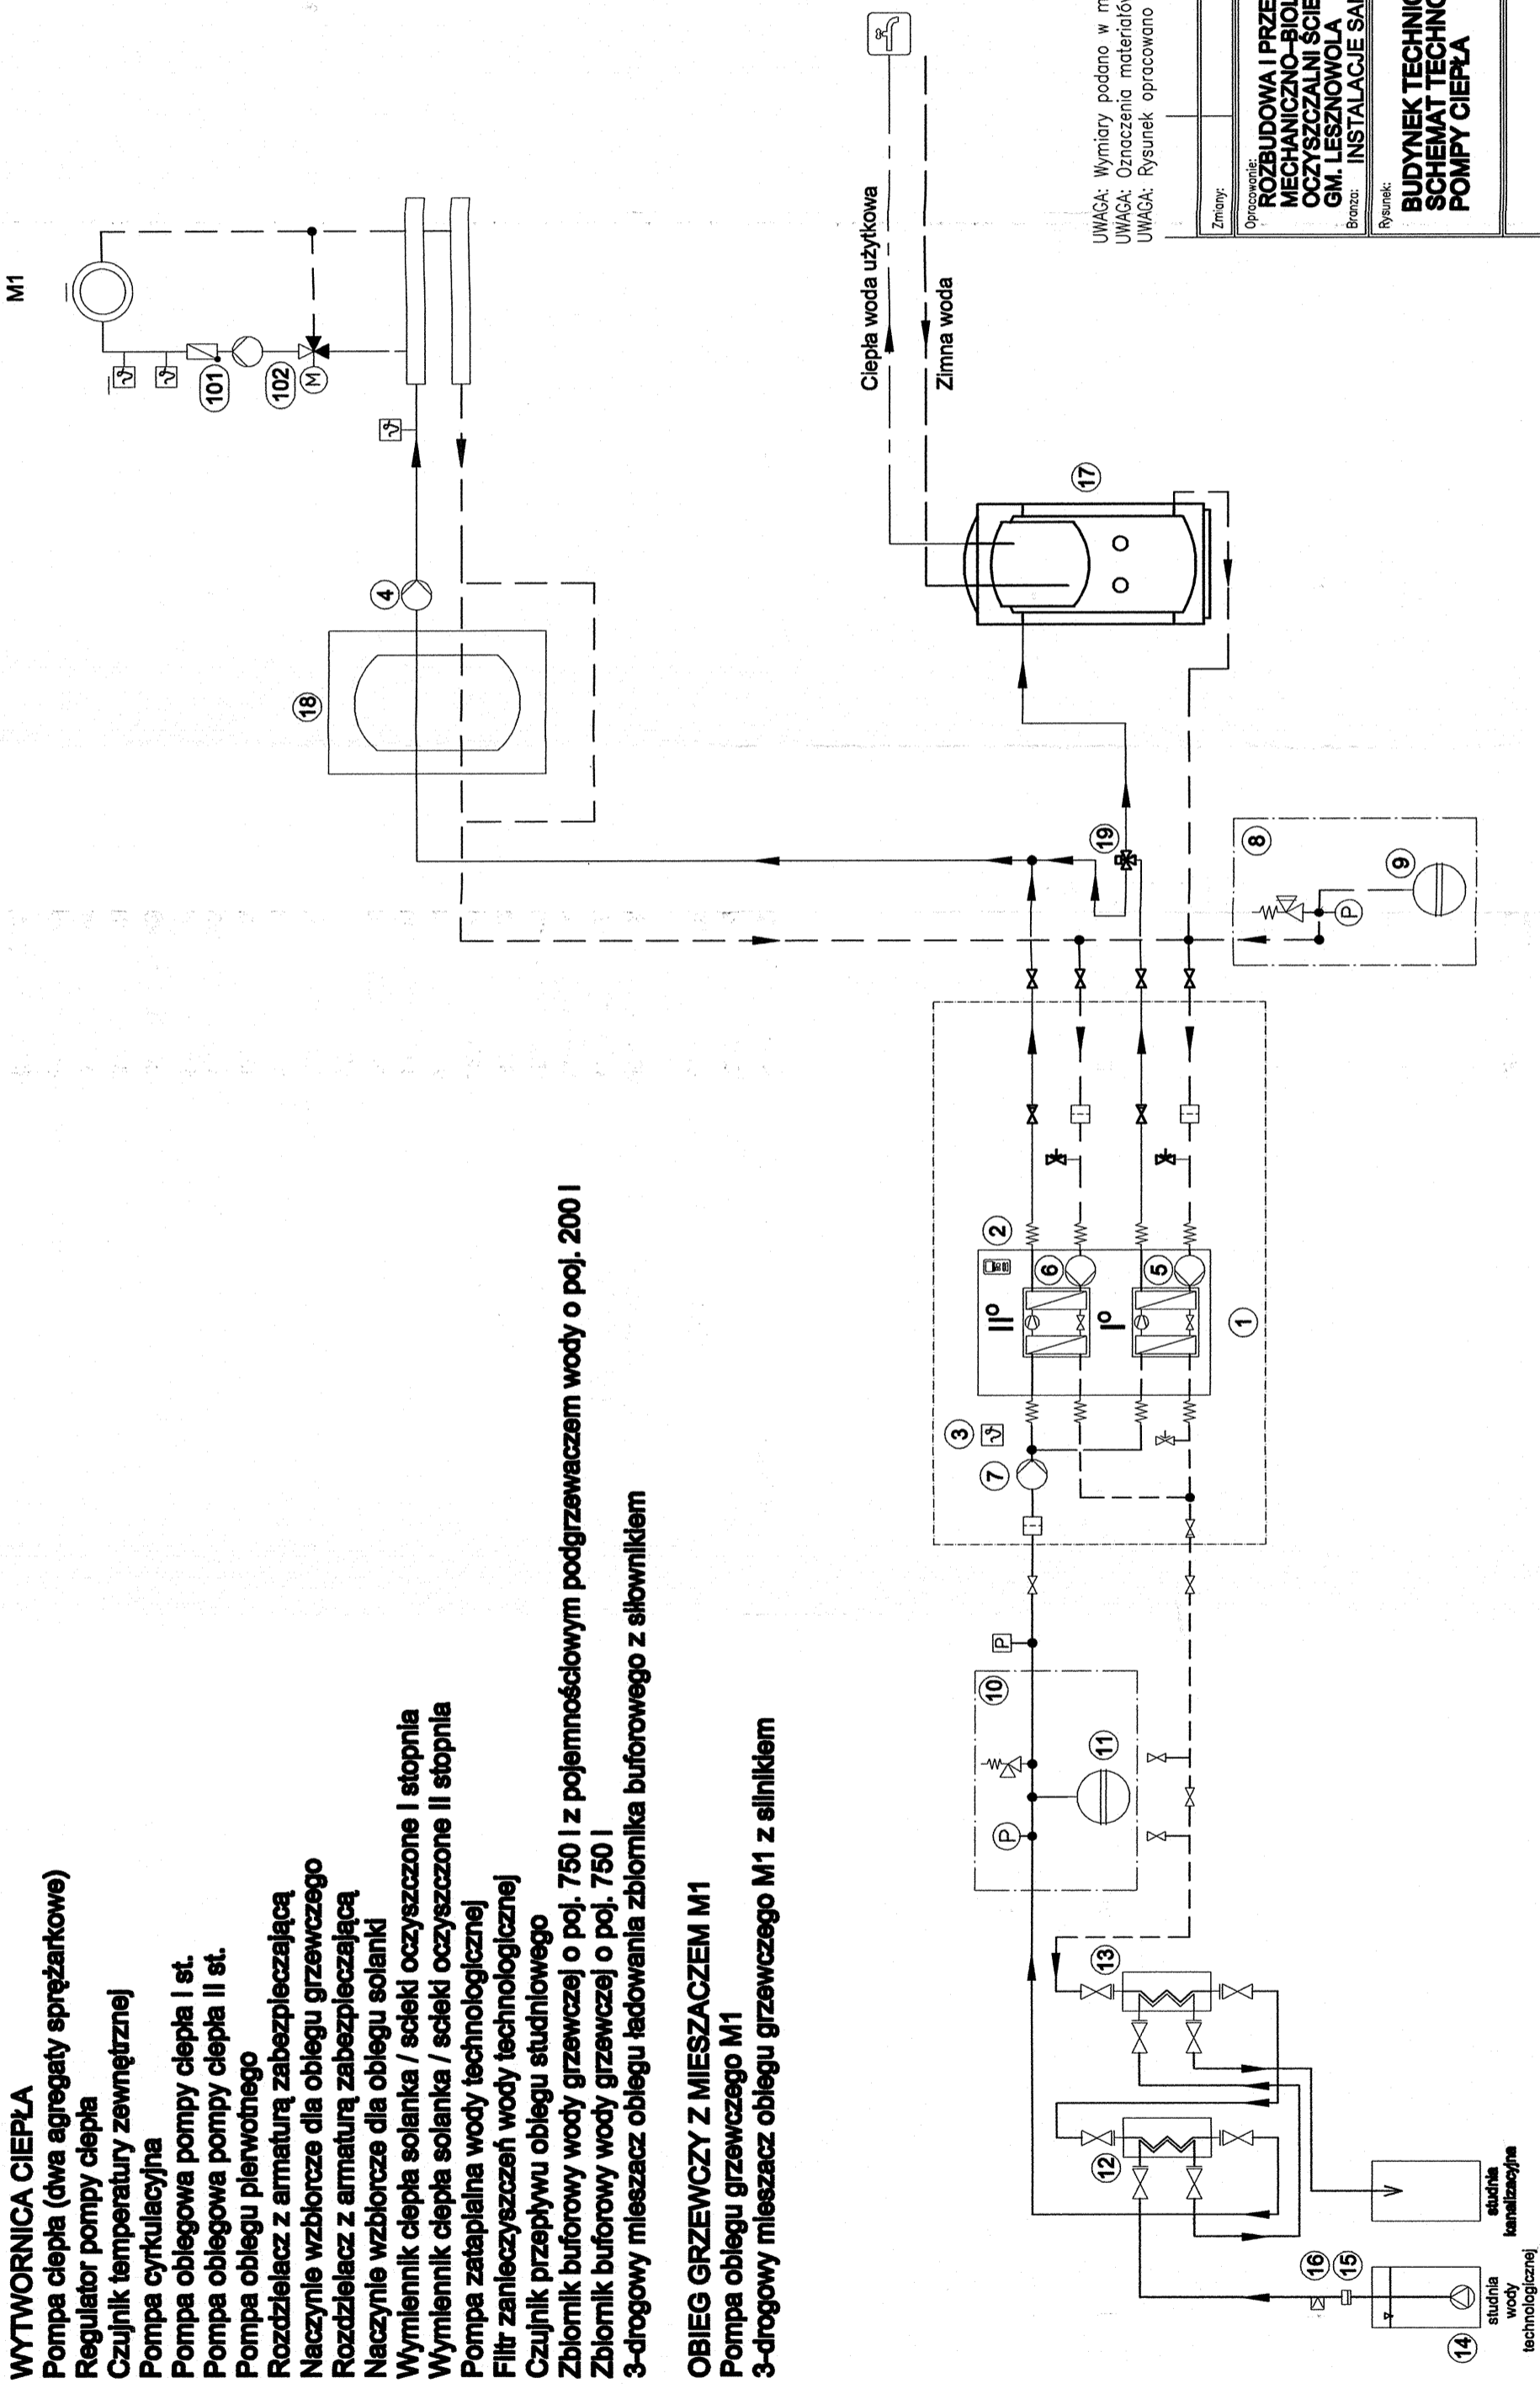 WYTWORNICA CIEPŁA
Pompa ciepła (dwa agregaty sprężarkowe)
Regulator pompy ciepła
Czujnik temperatury zewnętrznej
Pompa cyrkulacyjna
Pompa obiegowa pompy ciepła I st.
Pompa obiegowa pompy ciepła II st.
Pompa obiegu pierwotnego
Rozdzielacz z armaturą zabezpieczającą
Naczynie wzbiorcze dla obiegu grzewczego
Rozdzielacz z armaturą zabezpieczającą
Naczynie wzbiorcze dla obiegu solanki
Wymiennik ciepła solanka / ścieki oczyszczone I stopnia
Wymiennik ciepła solanka / ścieki oczyszczone II stopnia
Pompa zatapialna wody technologicznej
Filtr zanieczyszczeń wody technologicznej
Czujnik przepływu obiegu studniowego
Zbiornik buforowy wody grzewczej o poj. 750 l z pojemnościowym podgrzewaczem wody o poj. 200 l
Zbiornik buforowy wody grzewczej o poj. 750 l
3-drogowy mieszacz obiegu ładowania zbiornika buforowego z siłownikiem
OBIEG GRZEWCZY Z MIESZACZEM M1
Pompa obiegu grzewczego M1
3-drogowy mieszacz obiegu grzewczego M1 z silnikiem
M1
101
102
M
ϑ
ϑ
ϑ
4
18
Ciepła woda użytkowa
Zimna woda
17
19
8
9
P
2
6
5
IIº
Iº
1
3
ϑ
7
P
10
11
P
13
12
16
15
14
studnia
wody
technologicznej
studnia
kanalizacyjna
UWAGA: Wymiary podano w m
UWAGA: Oznaczenia materiałów
UWAGA: Rysunek opracowano
Zmiany:
Opracowanie:
ROZBUDOWA I PRZE
MECHANICZNO–BIOL
OCZYSZCZALNI ŚCIE
GM. LESZNOWOLA
Branża: INSTALACJE SA
Rysunek:
BUDYNEK TECHNIC
SCHEMAT TECHNO
POMPY CIEPŁA